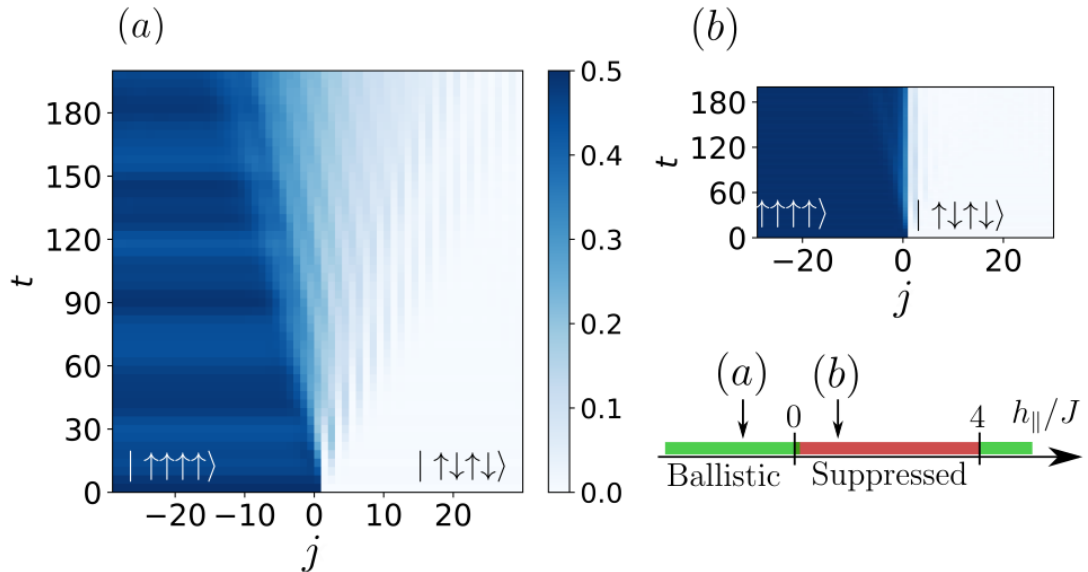 (a)
0.5
0.4
0.3
0.2
0.1
0.0
180
150
120
90
60
30
0
t
| ↑↑↑↑⟩
| ↑↓↑↓⟩
−20 −10 0 10 20
j
(b)
180
120
60
0
t
↑↑↑↑⟩
| ↑↓↑↓⟩
−20 0 20
j
(a) (b)
0 4 h∥/J
Ballistic Suppressed